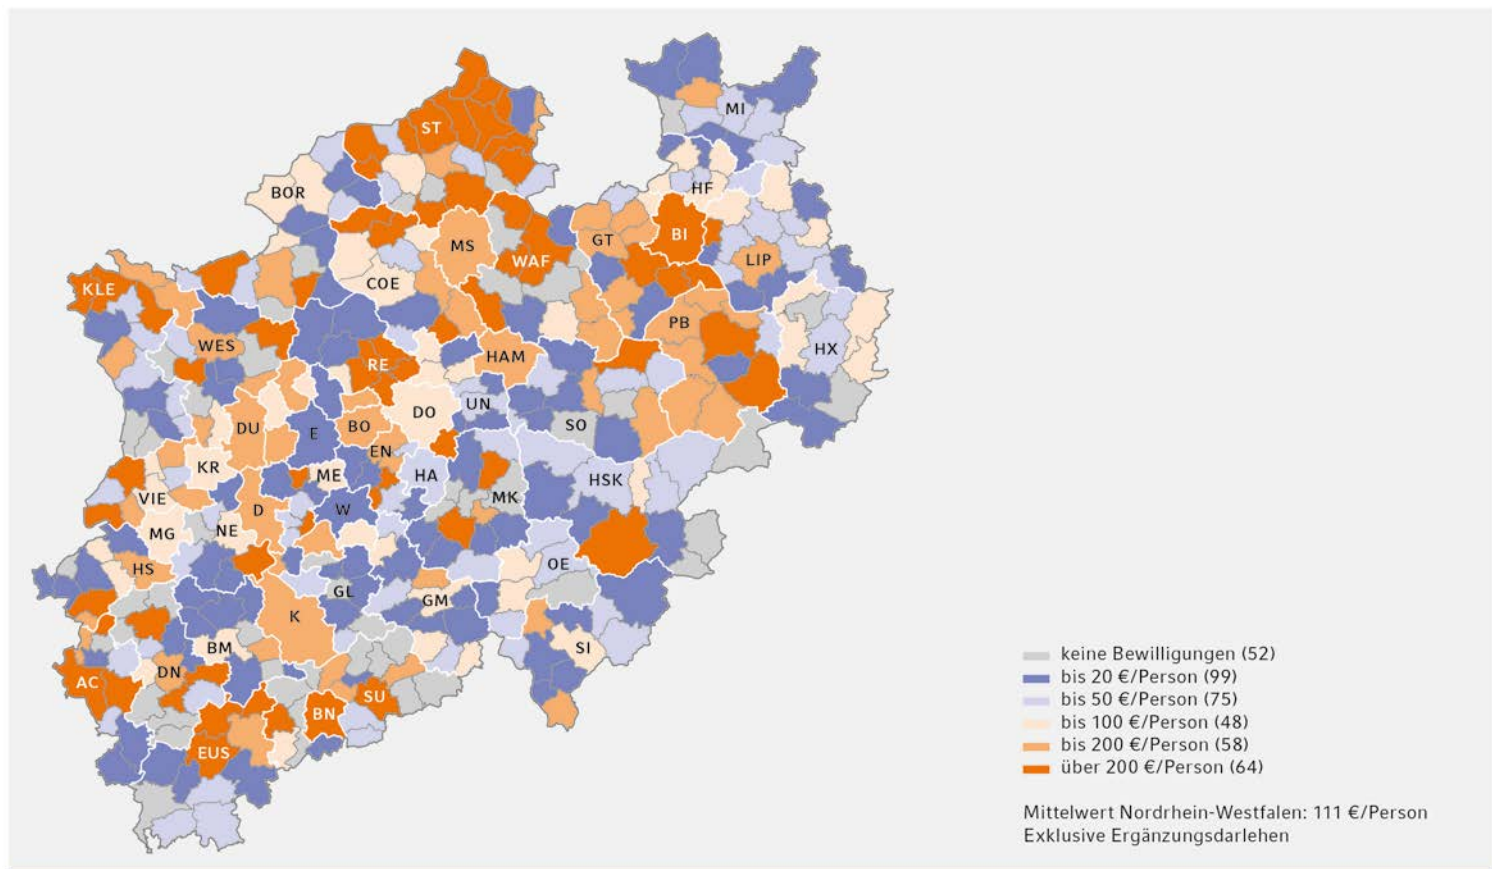 MI
ST
HF
BOR
BI
GT
MS
LIP
WAF
COE
KLE
PB
WES
HX
HAM
RE
UN
DO
SO
BO
DU
E
EN
KR
ME
HA
HSK
VIE
MK
D
W
MG
NE
OE
HS
GL
GM
K
BM
SI
DN
AC
SU
BN
EUS
keine Bewilligungen (52)
bis 20 €/Person (99)
bis 50 €/Person (75)
bis 100 €/Person (48)
bis 200 €/Person (58)
über 200 €/Person (64)
Mittelwert Nordrhein-Westfalen: 111 €/Person
Exklusive Ergänzungsdarlehen